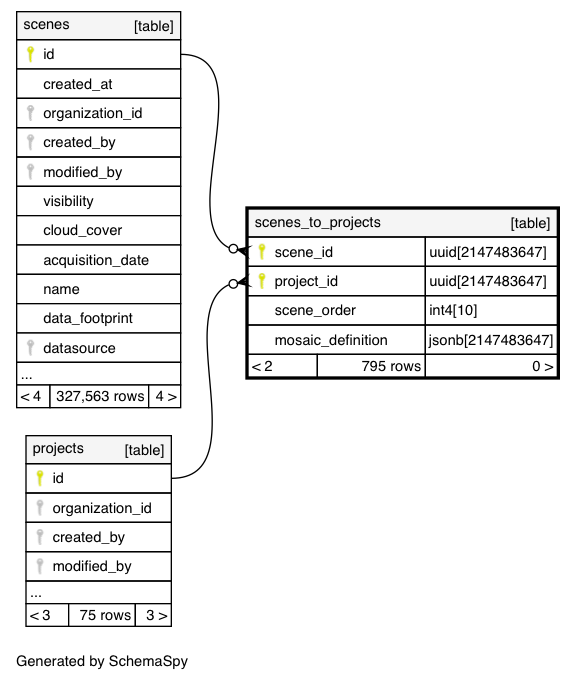 scenes [table]
id
created_at
organization_id
created_by
modified_by
visibility
cloud_cover
acquisition_date
name
data_footprint
datasource
...
< 4 327,563 rows 4 >
scenes_to_projects [table]
scene_id uuid[2147483647]
project_id uuid[2147483647]
scene_order int4[10]
mosaic_definition jsonb[2147483647]
< 2 795 rows 0 >
projects [table]
id
organization_id
created_by
modified_by
...
< 3 75 rows 3 >
Generated by SchemaSpy